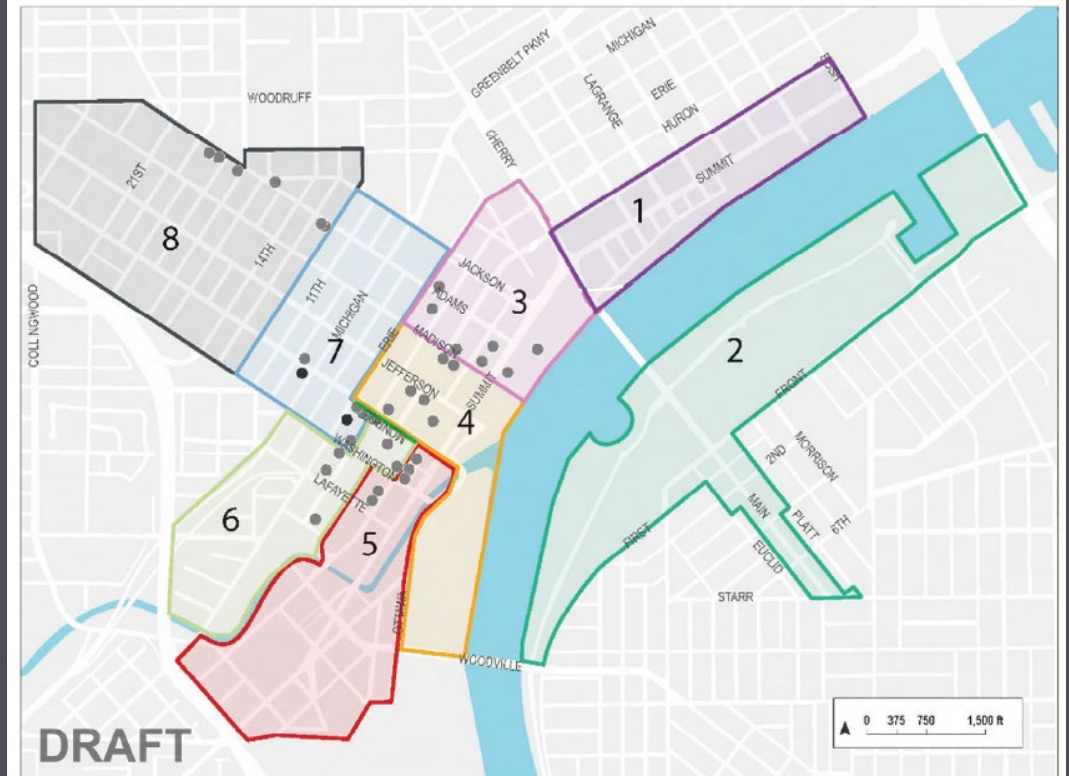 MICHIGAN
GREENBELT PKWY
LAGRANGE
ERIE
HURON
WOODRUFF
CHERRY
SUMMIT
1
21ST
8
14TH
11TH
MICHIGAN
JACKSON
ADAMS
3
COLLINGWOOD
7
ERIE
MADISON
JEFFERSON
SUMMIT
4
2
FRONT
WASHINGTON
LAFAYETTE
6
5
2ND
MORRISON
MAIN
PLATT
6TH
FIRST
EUCLID
STARR
OTTAWA
WOODVILLE
DRAFT
0 375 750 1,500 ft